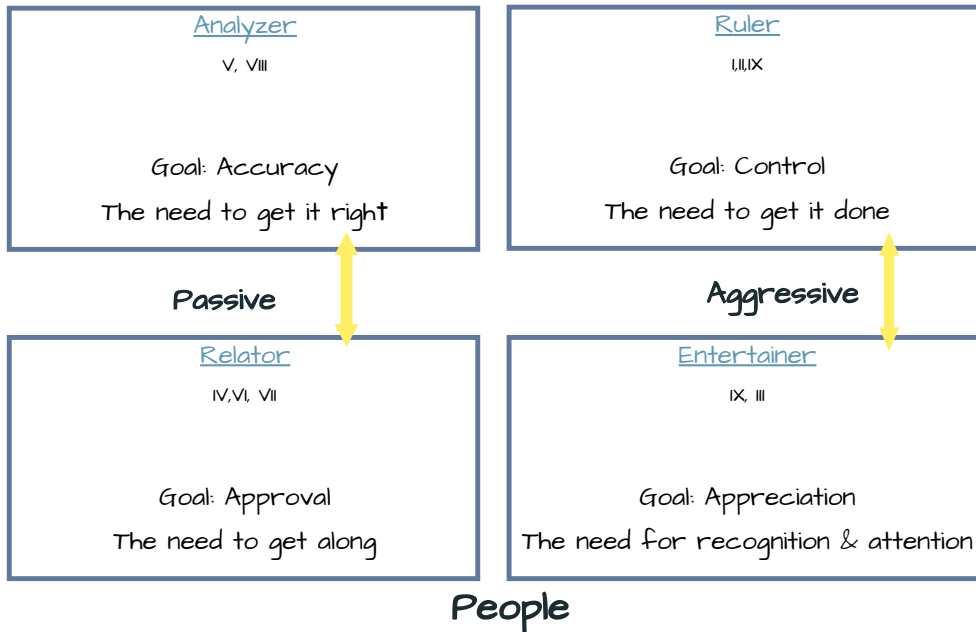 Analyzer
V, VIII
Goal: Accuracy
The need to get it right
Ruler
I,II,IX
Goal: Control
The need to get it done
Passive
Aggressive
Relator
IV,VI, VII
Goal: Approval
The need to get along
Entertainer
IX, III
Goal: Appreciation
The need for recognition & attention
People